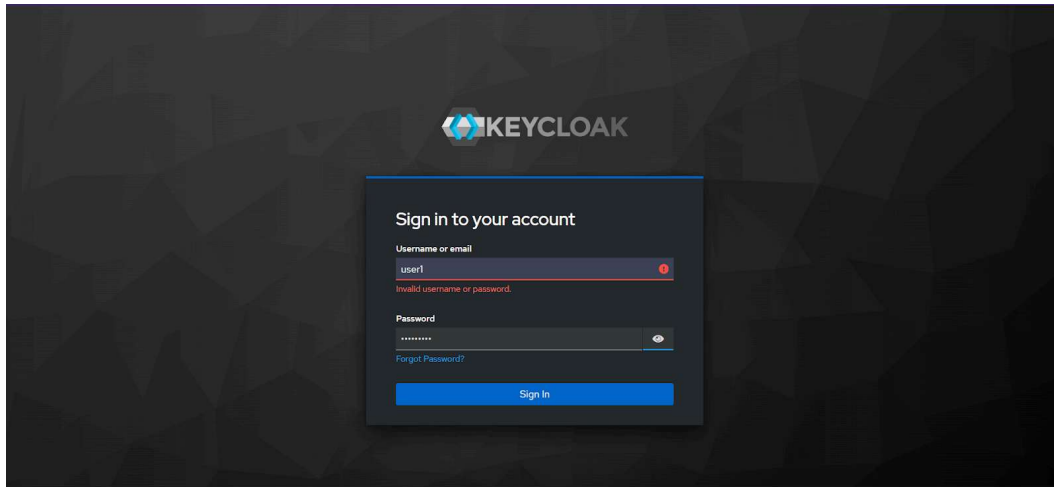 KEYCLOAK
Sign in to your account
Username or email
user1
Invalid username or password.
Password
•••••••••
Forgot Password?
Sign In